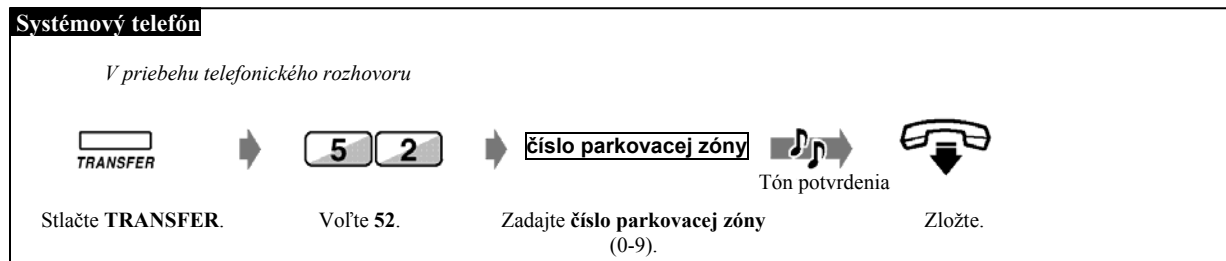 Systémový telefón
V priebehu telefonického rozhovoru
TRANSFER
5 2
číslo parkovacej zóny
Tón potvrdenia
Stlačte TRANSFER.
Voľte 52.
Zadajte číslo parkovacej zóny
(0-9).
Zložte.